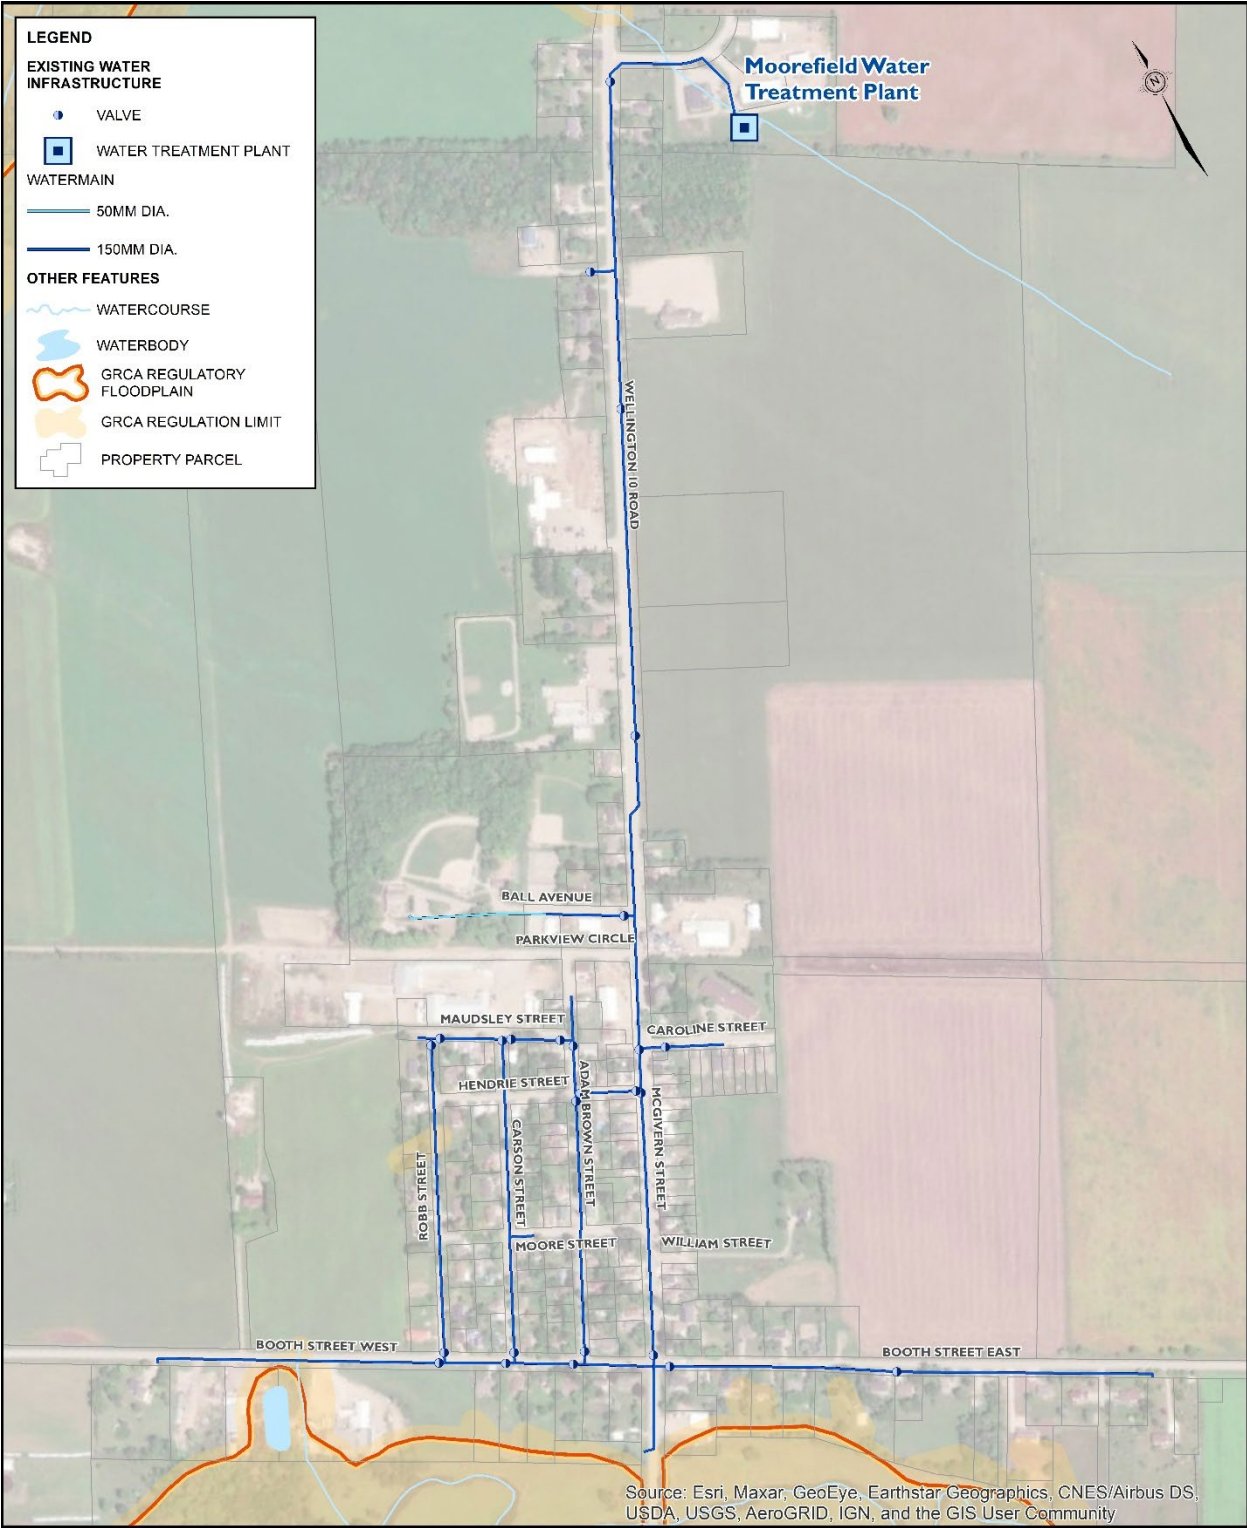 LEGEND
EXISTING WATER
INFRASTRUCTURE
VALVE
WATER TREATMENT PLANT
WATERMAIN
50MM DIA.
150MM DIA.
OTHER FEATURES
WATERCOURSE
WATERBODY
GRCA REGULATORY
FLOODPLAIN
GRCA REGULATION LIMIT
PROPERTY PARCEL
Moorefield Water
Treatment Plant
N
WELLINGTON 10 ROAD
BALL AVENUE
PARKVIEW CIRCLE
MAUDSLEY STREET
CAROLINE STREET
HENDRIE STREET
ADAM BROWN STREET
MCGIVERN STREET
CARSON STREET
ROBB STREET
MOORE STREET
WILLIAM STREET
BOOTH STREET WEST
BOOTH STREET EAST
Source: Esri, Maxar, GeoEye, Earthstar Geographics, CNES/Airbus DS,
USDA, USGS, AeroGRID, IGN, and the GIS User Community